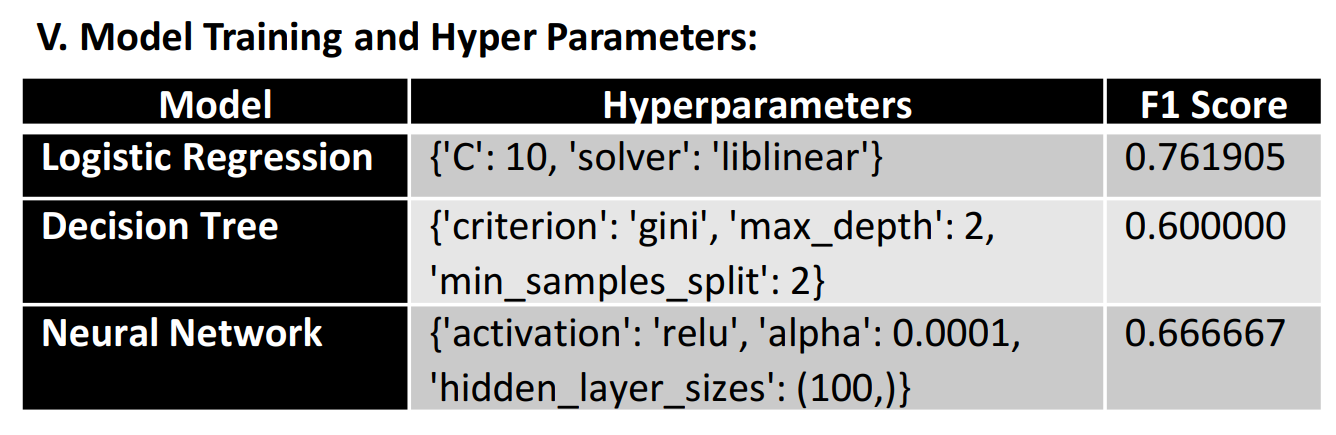 V. Model Training and Hyper Parameters:
Model Hyperparameters F1 Score
Logistic Regression {'C': 10, 'solver': 'liblinear'} 0.761905
Decision Tree {'criterion': 'gini', 'max_depth': 2, 0.600000
'min_samples_split': 2}
Neural Network {'activation': 'relu', 'alpha': 0.0001, 0.666667
'hidden_layer_sizes': (100,)}